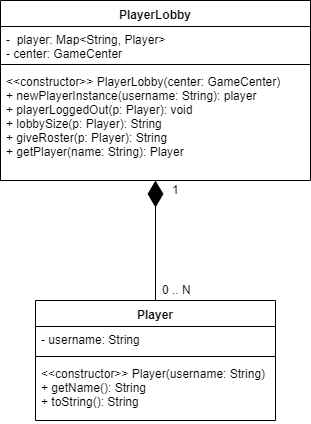 PlayerLobby
- player: Map<String, Player>
- center: GameCenter
<<constructor>> PlayerLobby(center: GameCenter)
+ newPlayerInstance(username: String): player
+ playerLoggedOut(p: Player): void
+ lobbySize(p: Player): String
+ giveRoster(p: Player): String
+ getPlayer(name: String): Player
1
0 .. N
Player
- username: String
<<constructor>> Player(username: String)
+ getName(): String
+ toString(): String